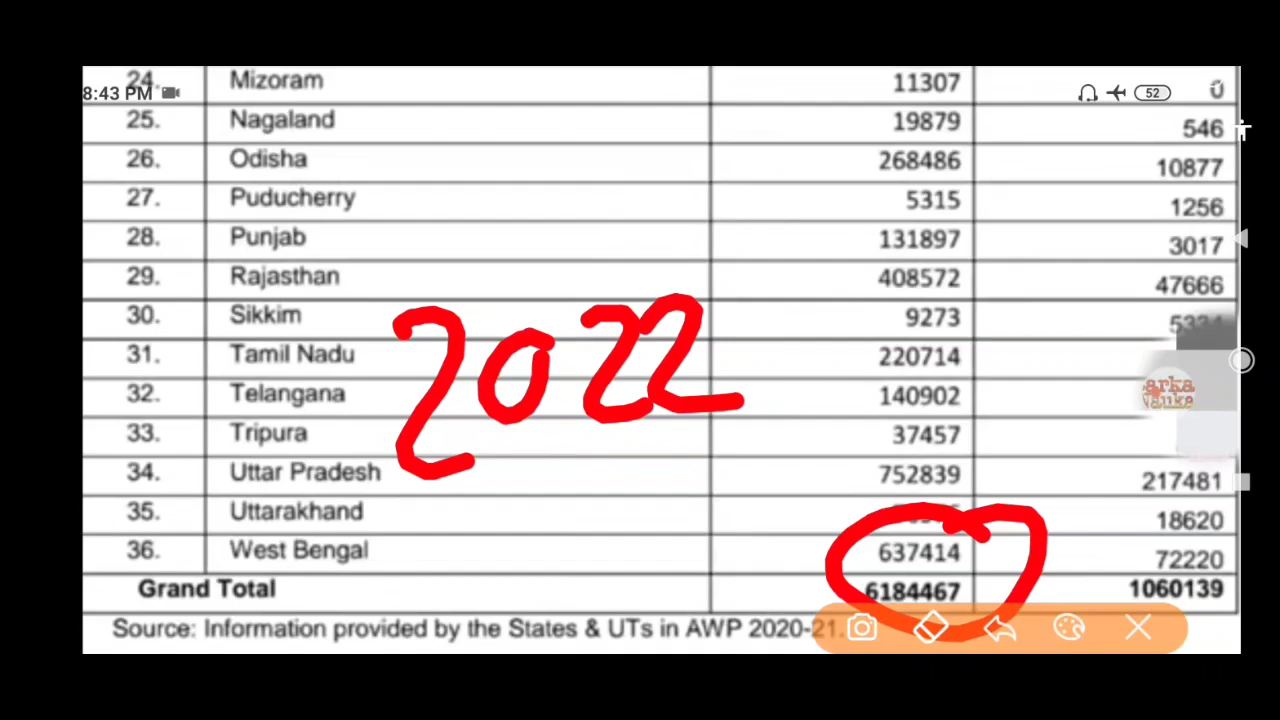 24. Mizoram 11307 0
8:43 PM 52
25. Nagaland 19879 546
26. Odisha 268486 10877
27. Puducherry 5315 1256
28. Punjab 131897 3017
29. Rajasthan 408572 47666
30. Sikkim 9273
2022
31. Tamil Nadu 220714
32. Telangana 140902
33. Tripura 37457
34. Uttar Pradesh 752839 217481
35. Uttarakhand 18620
36. West Bengal 637414 72220
Grand Total 6184467 1060139
Source: Information provided by the States & UTs in AWP 2020-21.